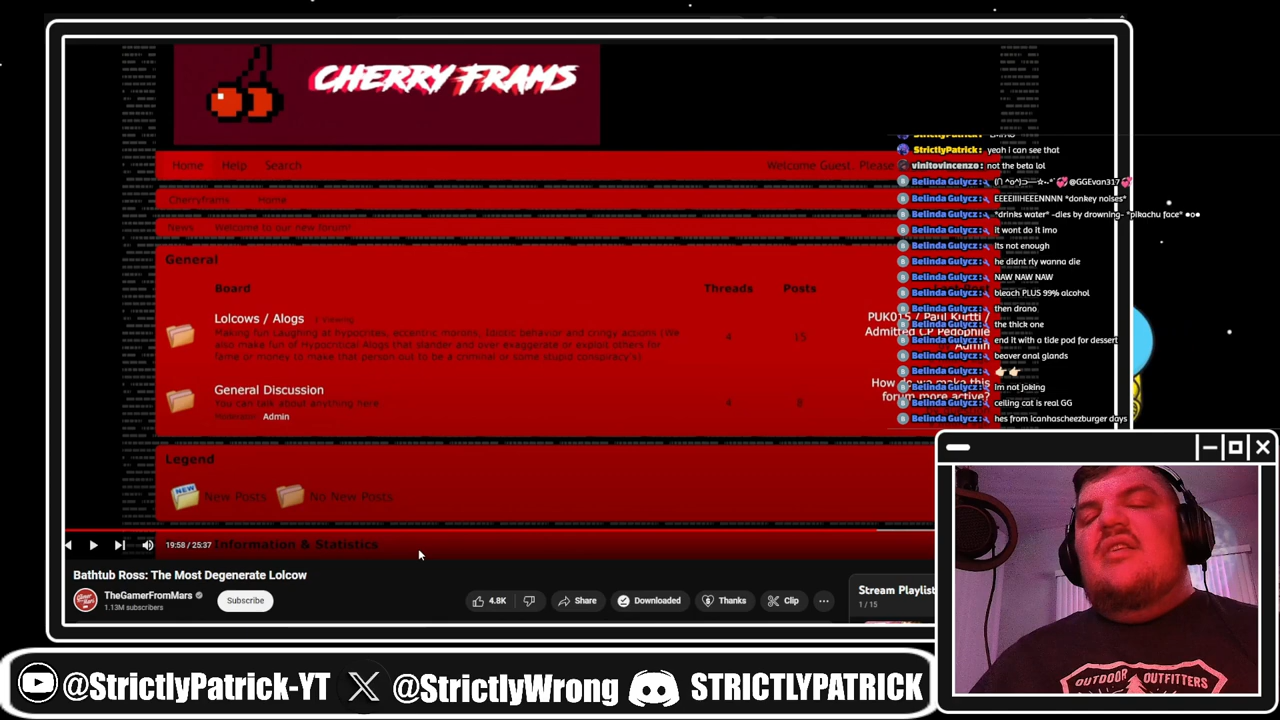 HERRY FRAMS
Home Help Search
Welcome Guest. Please
Cherryframs Home
News Welcome to our new forum!
General
Board Threads Posts
Lolcows / Alogs
Making fun Laughing at hypocrites, eccentric morals, idiotic behavior and cringy actions (We
also make fun of Hypocritical Alogs that slander and over exaggerate or exploit others for
fame or money to make that person out to be a criminal or some stupid conspiracy's)
4 15
PUK015 / Paul Kurtti /
Admitted Pedophile
Admin
General Discussion
You can talk about anything here
Moderator: Admin
4 8
How do we make this
forum more active?
Legend
New Posts No New Posts
Information & Statistics
StrictlyPatrick: LMFAO
StrictlyPatrick: yeah i can see that
vinitovincenzo: not the beta lol
Belinda Gulycz: @GGEvan317
Belinda Gulycz: EEEEIIIHEEENNNN *donkey noises*
Belinda Gulycz: *drinks water* -dies by drowning- *pikachu face* ●o●
Belinda Gulycz: it wont do it imo
Belinda Gulycz: Its not enough
Belinda Gulycz: he didnt rly wanna die
Belinda Gulycz: NAW NAW NAW
Belinda Gulycz: bleach PLUS 99% alcohol
Belinda Gulycz: then drano
Belinda Gulycz: the thick one
Belinda Gulycz: end it with a tide pod for dessert
Belinda Gulycz: beaver anal glands
Belinda Gulycz: 👉🏻👉🏻
Belinda Gulycz: Im not joking
Belinda Gulycz: ceiling cat is real GG
Belinda Gulycz: hes from Icanhascheezburger days
19:58 / 25:37
Bathtub Ross: The Most Degenerate Lolcow
TheGamerFromMars
1.13M subscribers
Subscribe
4.8K
Share
Downloaded
Thanks
Clip
Stream Playlist
1 / 15
OUTDOOR OUTFITTERS
@StrictlyPatrick-YT @StrictlyWrong STRICTLYPATRICK